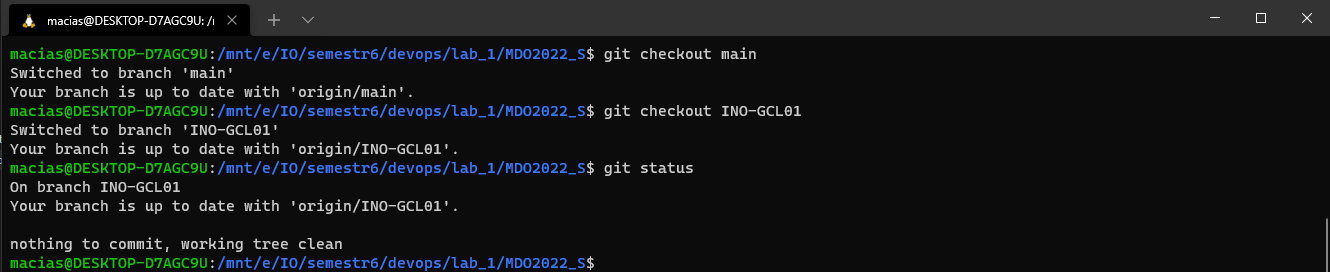 macias@DESKTOP-D7AGC9U: /r
macias@DESKTOP-D7AGC9U:/mnt/e/IO/semestr6/devops/lab_1/MDO2022_S$ git checkout main
Switched to branch 'main'
Your branch is up to date with 'origin/main'.
macias@DESKTOP-D7AGC9U:/mnt/e/IO/semestr6/devops/lab_1/MDO2022_S$ git checkout INO-GCL01
Switched to branch 'INO-GCL01'
Your branch is up to date with 'origin/INO-GCL01'.
macias@DESKTOP-D7AGC9U:/mnt/e/IO/semestr6/devops/lab_1/MDO2022_S$ git status
On branch INO-GCL01
Your branch is up to date with 'origin/INO-GCL01'.
nothing to commit, working tree clean
macias@DESKTOP-D7AGC9U:/mnt/e/IO/semestr6/devops/lab_1/MDO2022_S$